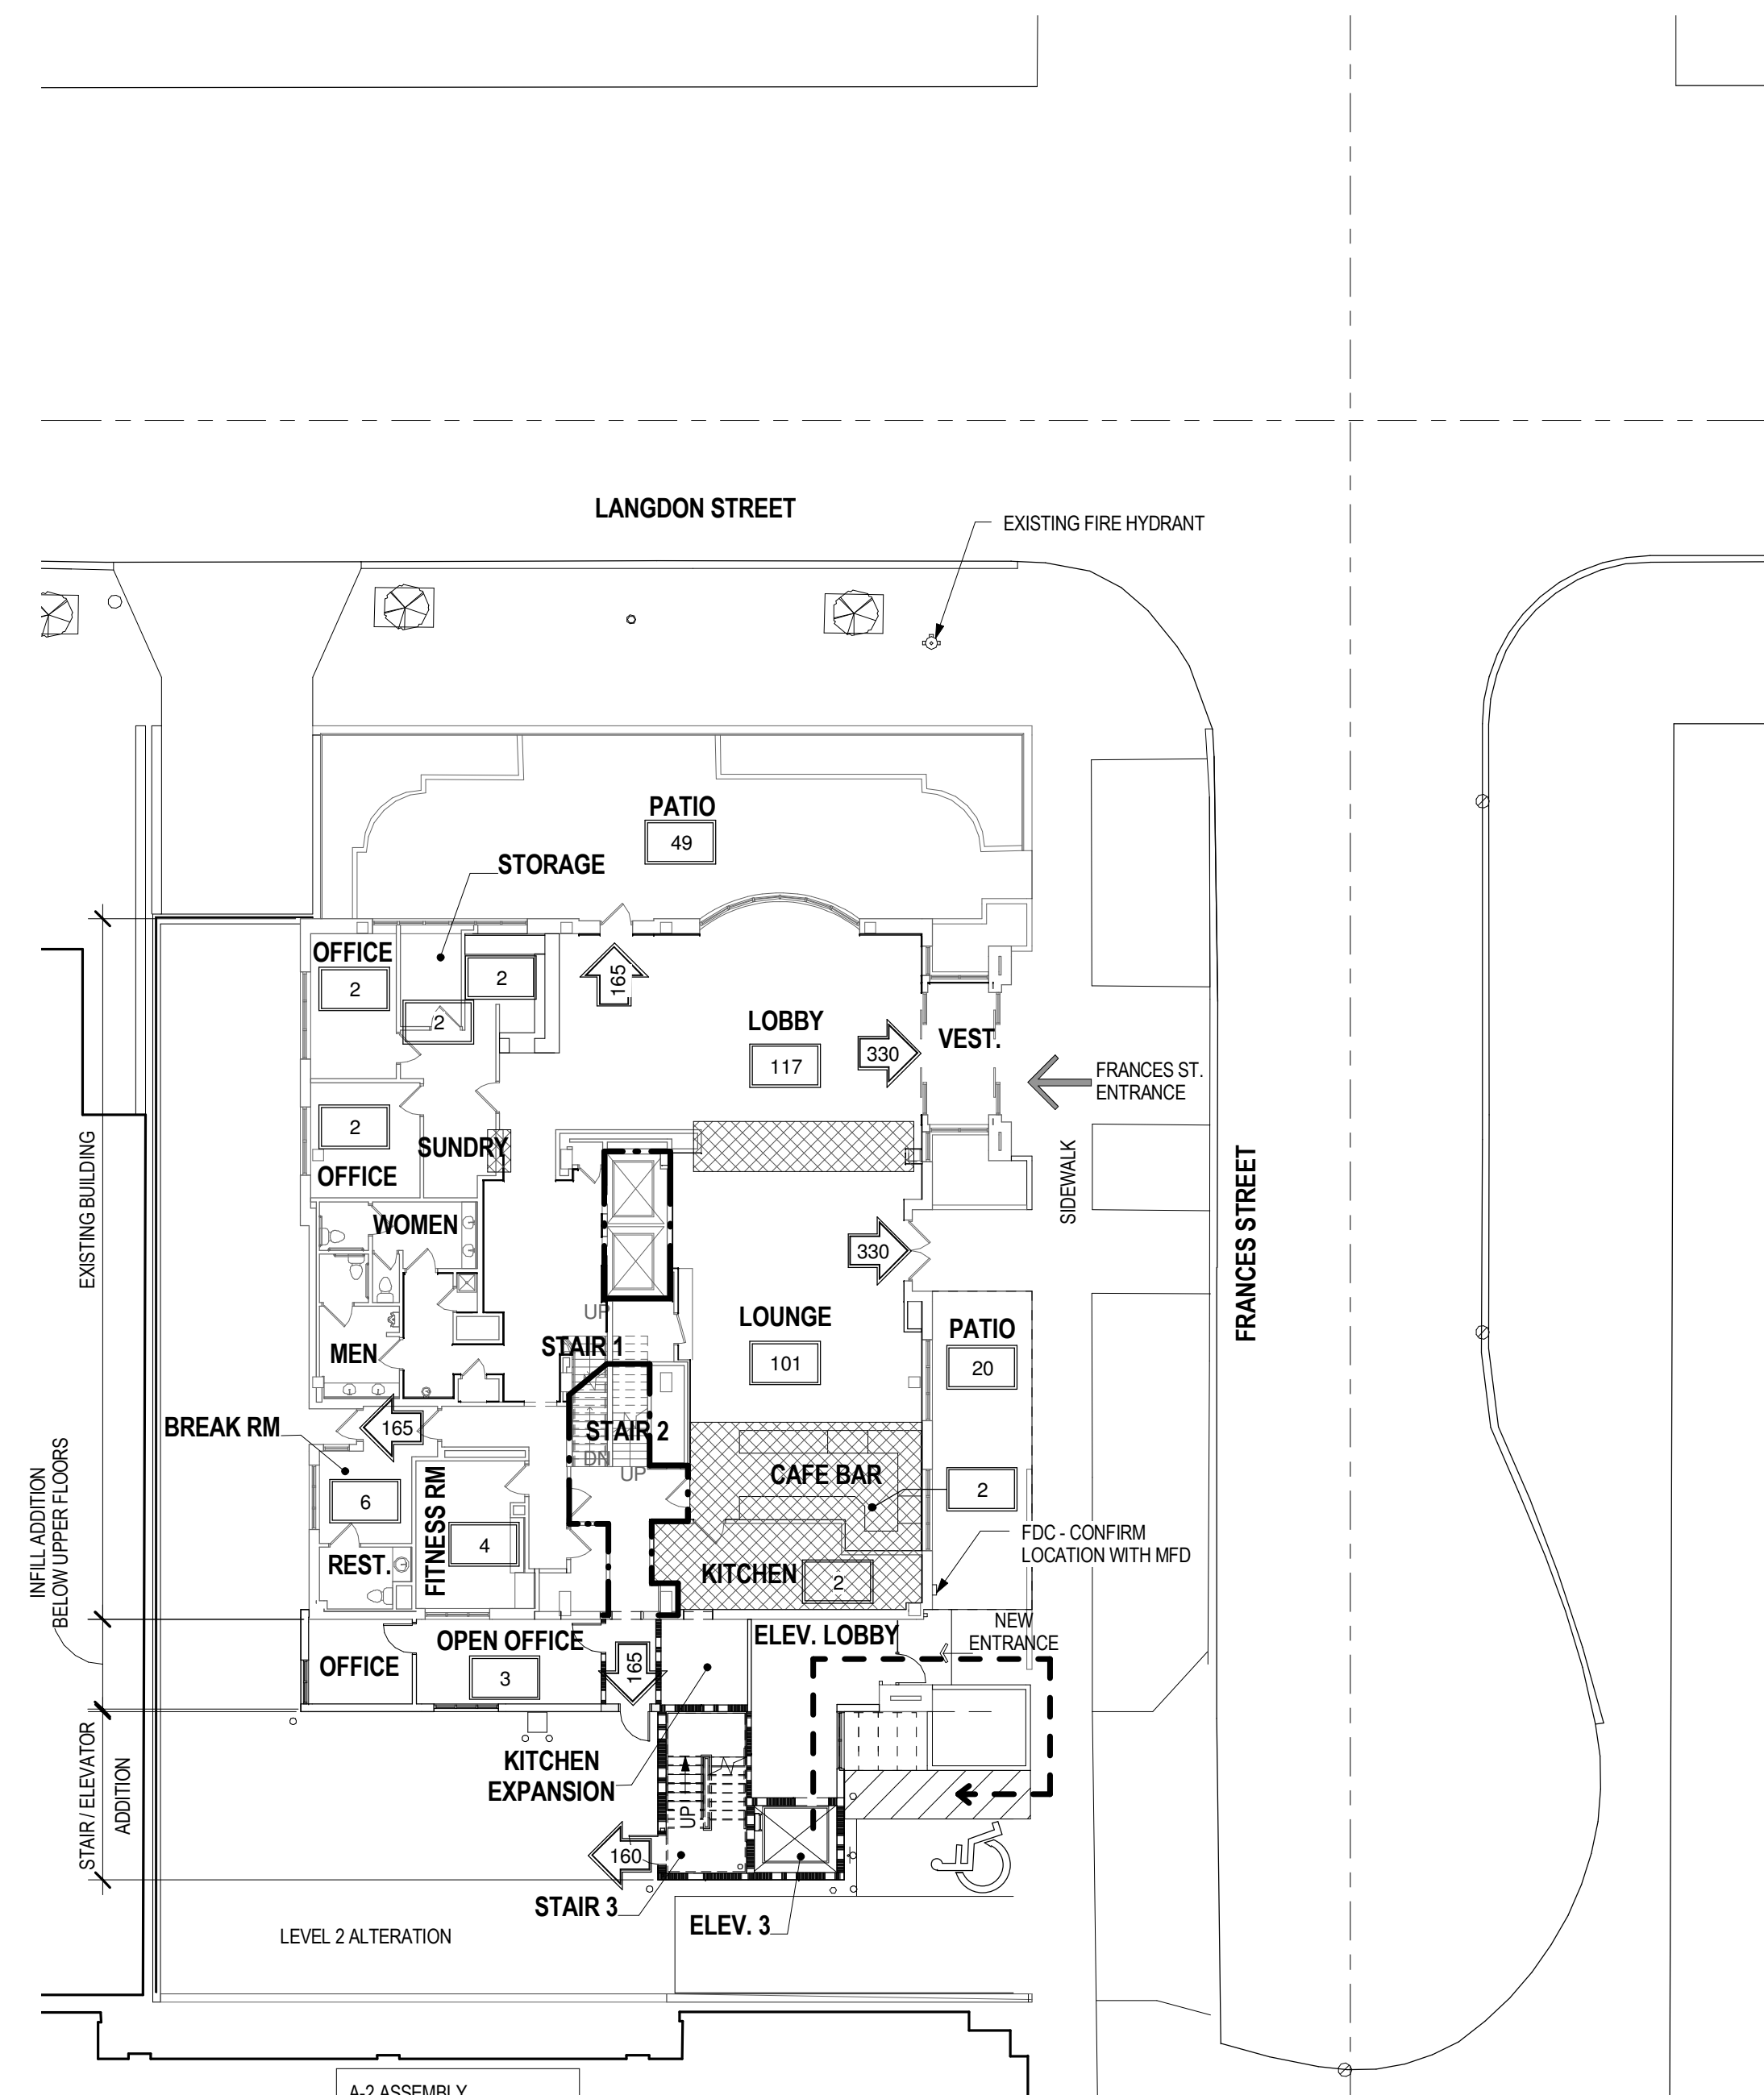 LANGDON STREET
EXISTING FIRE HYDRANT
PATIO
49
STORAGE
OFFICE
2
2
2
165
LOBBY
117
330
VEST.
FRANCES ST.
ENTRANCE
2
SUNDRY
OFFICE
SIDEWALK
FRANCES STREET
EXISTING BUILDING
WOMEN
330
UP
LOUNGE
101
STAIR 1
MEN
PATIO
20
BREAK RM
165
STAIR 2
DN
UP
CAFE BAR
2
6
FITNESS RM
4
FDC - CONFIRM
LOCATION WITH MFD
REST.
KITCHEN
2
INFILL ADDITION
BELOW UPPER FLOORS
NEW
ENTRANCE
OPEN OFFICE
3
OFFICE
165
ELEV. LOBBY
KITCHEN
EXPANSION
STAIR / ELEVATOR
ADDITION
UP
160
STAIR 3
ELEV. 3
LEVEL 2 ALTERATION
A-2 ASSEMBLY